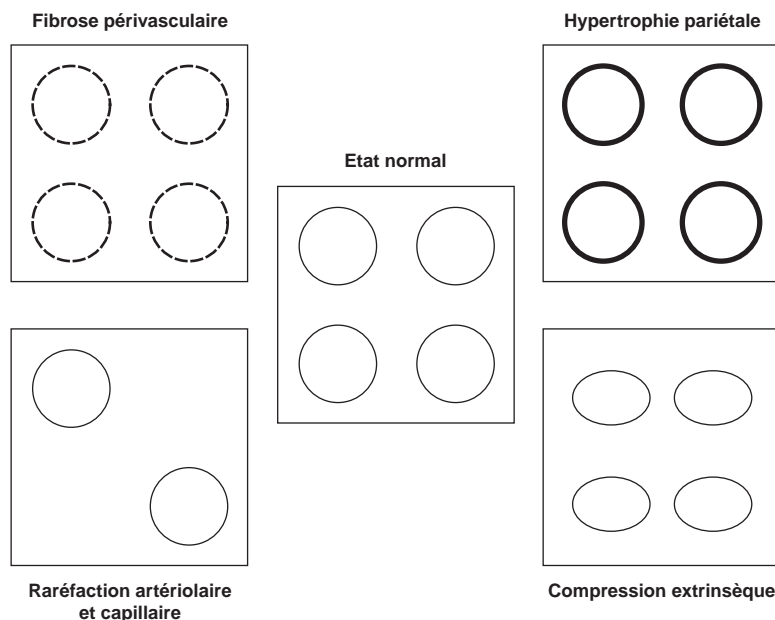 Fibrose périvasculaire
Hypertrophie pariétale
Etat normal
Raréfaction artériolaire
et capillaire
Compression extrinsèque